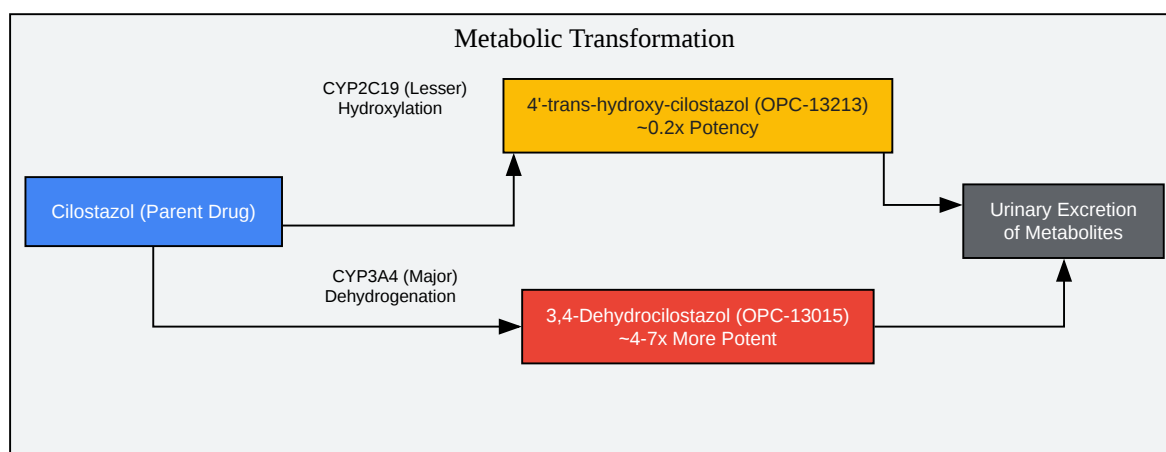 Metabolic Transformation
CYP2C19 (Lesser)
Hydroxylation
4'-trans-hydroxy-cilostazol (OPC-13213)
~0.2x Potency
Cilostazol (Parent Drug)
Urinary Excretion
of Metabolites
CYP3A4 (Major)
Dehydrogenation
3,4-Dehydrocilostazol (OPC-13015)
~4-7x More Potent